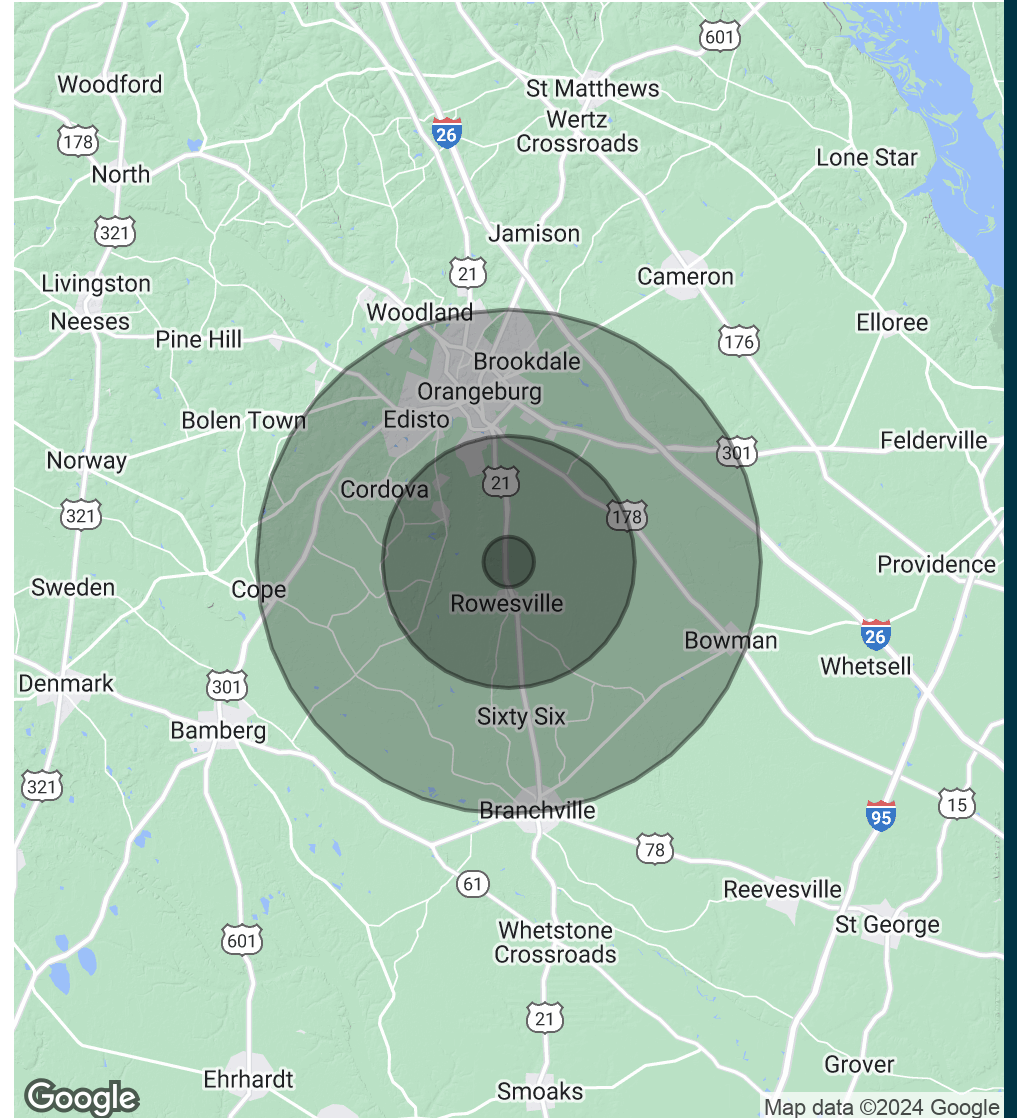 601
Woodford
St Matthews
Wertz
Crossroads
26
178
Lone Star
North
321
Jamison
21
Cameron
Livingston
Woodland
Neeses
Elloree
Pine Hill
176
Brookdale
Orangeburg
Bolen Town
Edisto
Felderville
301
Norway
21
Cordova
321
178
Providence
Sweden
Cope
Rowesville
26
Bowman
Whetsell
Denmark
301
Sixty Six
Bamberg
321
15
Branchville
95
78
61
Reevesville
St George
Whetstone
Crossroads
601
21
Grover
Ehrhardt
Smoaks
Google
Map data ©2024 Google